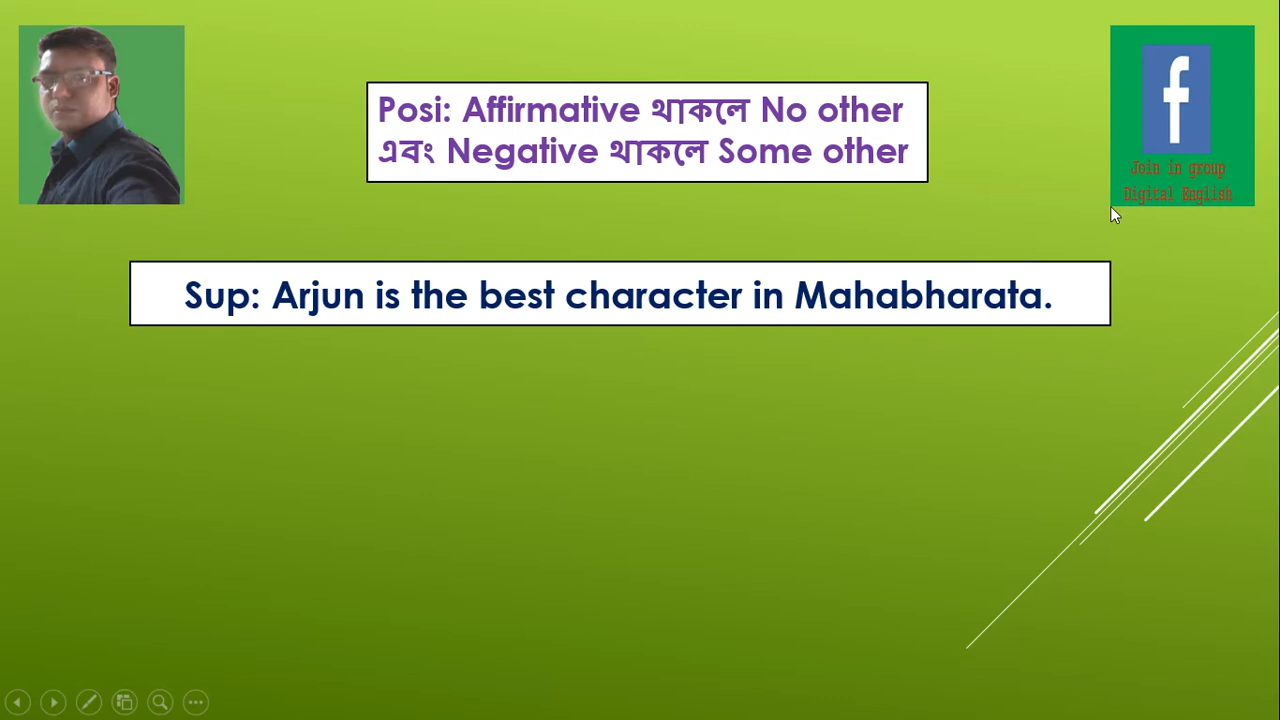 Posi: Affirmative থাকলে No other
এবং Negative থাকলে Some other
Join in group
Digital English
Sup: Arjun is the best character in Mahabharata.